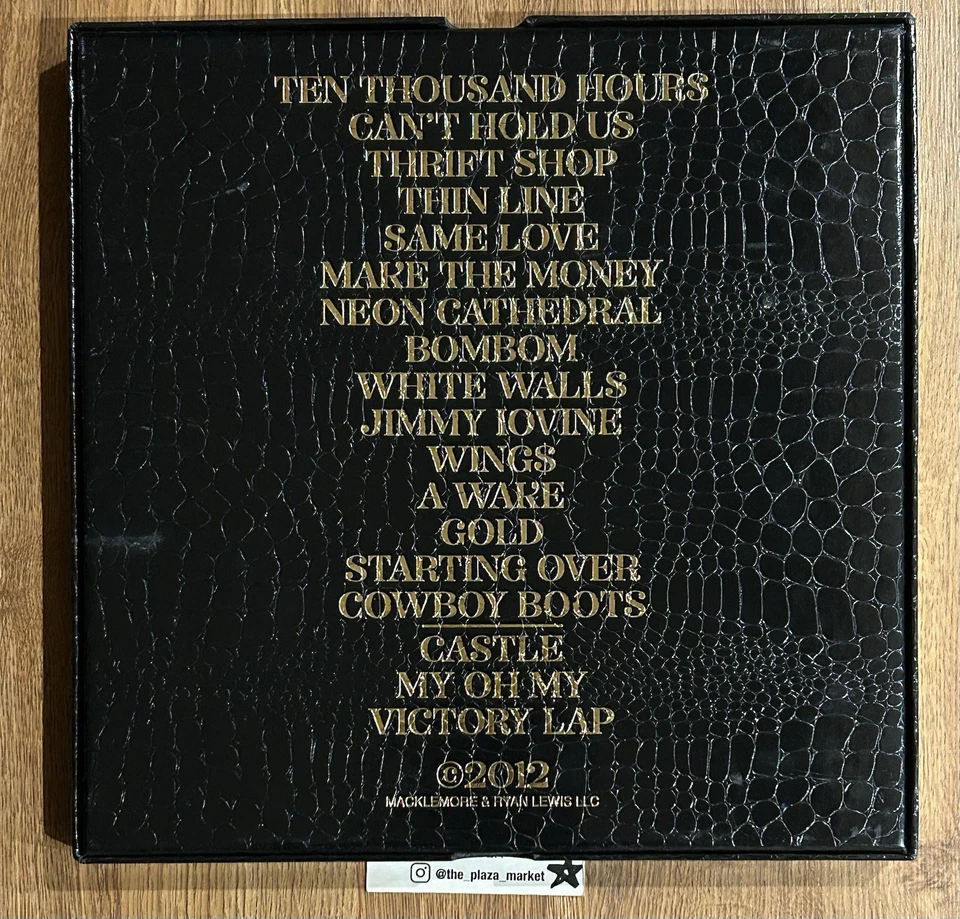 TEN THOUSAND HOURS
CAN'T HOLD US
THRIFT SHOP
THIN LINE
SAME LOVE
MAKE THE MONEY
NEON CATHEDRAL
BOMBOM
WHITE WALLS
JIMMY IOVINE
WING$
A WAKE
GOLD
STARTING OVER
COWBOY BOOTS
CASTLE
MY OH MY
VICTORY LAP
©2012
MACKLEMORE & RYAN LEWIS LLC
@the_plaza_market